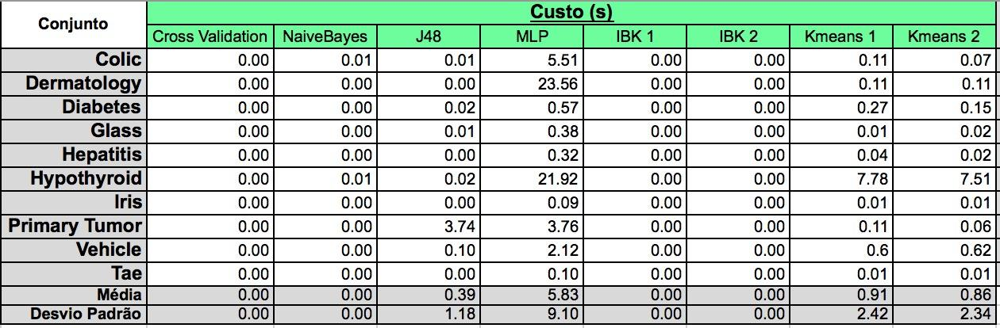 Conjunto Custo (s)
Cross Validation NaiveBayes J48 MLP IBK 1 IBK 2 Kmeans 1 Kmeans 2
Colic 0.00 0.01 0.01 5.51 0.00 0.00 0.11 0.07
Dermatology 0.00 0.00 0.00 23.56 0.00 0.00 0.11 0.11
Diabetes 0.00 0.00 0.02 0.57 0.00 0.00 0.27 0.15
Glass 0.00 0.00 0.01 0.38 0.00 0.00 0.01 0.02
Hepatitis 0.00 0.00 0.00 0.32 0.00 0.00 0.04 0.02
Hypothyroid 0.00 0.01 0.02 21.92 0.00 0.00 7.78 7.51
Iris 0.00 0.00 0.00 0.09 0.00 0.00 0.01 0.01
Primary Tumor 0.00 0.00 3.74 3.76 0.00 0.00 0.11 0.06
Vehicle 0.00 0.00 0.10 2.12 0.00 0.00 0.6 0.62
Tae 0.00 0.00 0.00 0.10 0.00 0.00 0.01 0.01
Média 0.00 0.00 0.39 5.83 0.00 0.00 0.91 0.86
Desvio Padrão 0.00 0.00 1.18 9.10 0.00 0.00 2.42 2.34